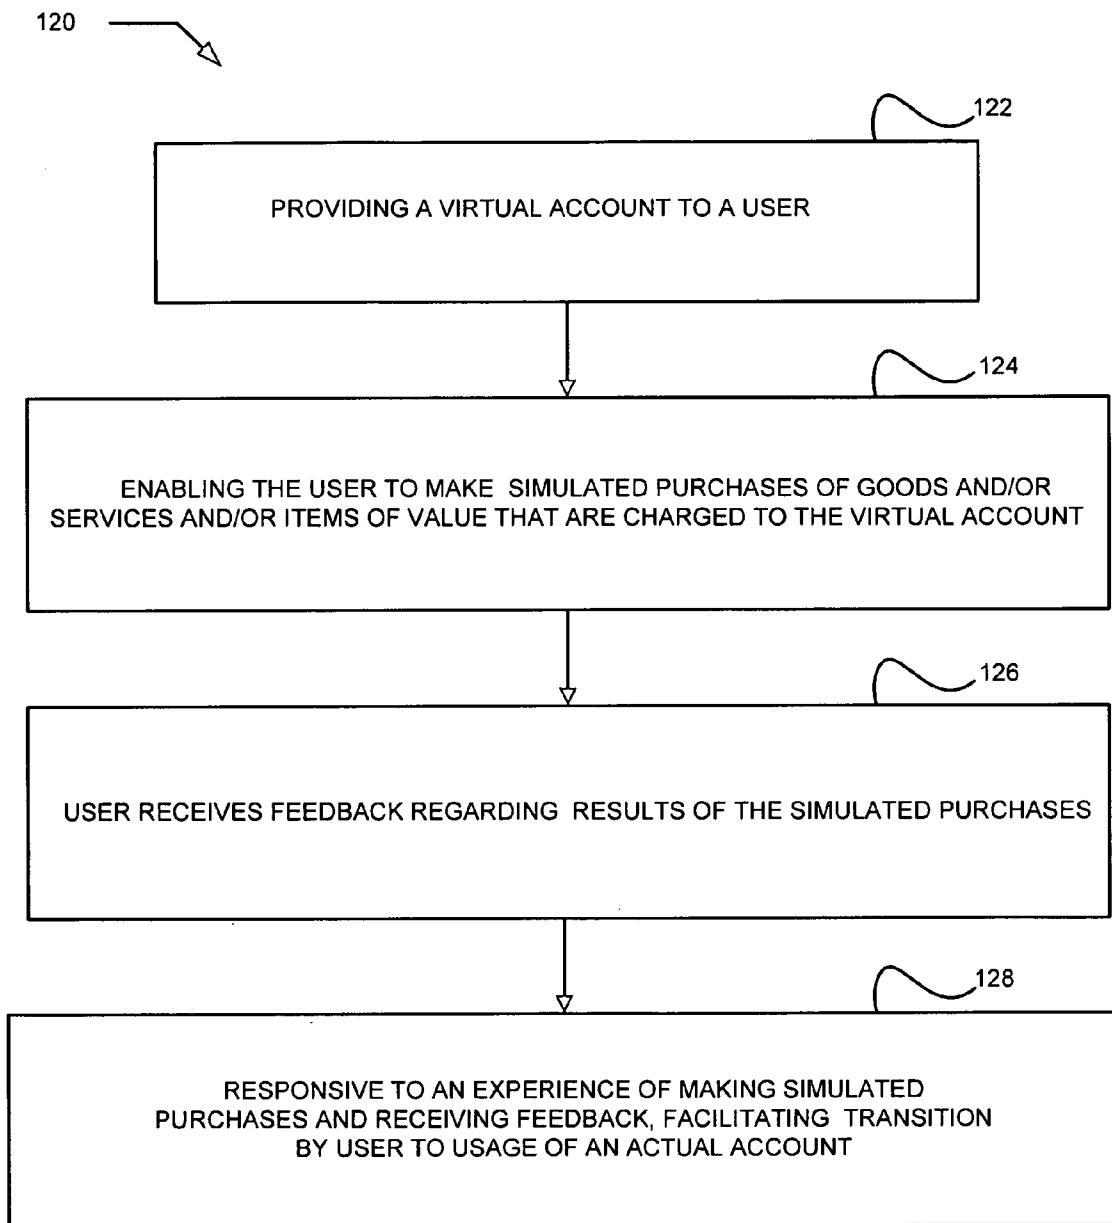 120
122
PROVIDING A VIRTUAL ACCOUNT TO A USER
124
ENABLING THE USER TO MAKE SIMULATED PURCHASES OF GOODS AND/OR
SERVICES AND/OR ITEMS OF VALUE THAT ARE CHARGED TO THE VIRTUAL ACCOUNT
126
USER RECEIVES FEEDBACK REGARDING RESULTS OF THE SIMULATED PURCHASES
128
RESPONSIVE TO AN EXPERIENCE OF MAKING SIMULATED
PURCHASES AND RECEIVING FEEDBACK, FACILITATING TRANSITION
BY USER TO USAGE OF AN ACTUAL ACCOUNT